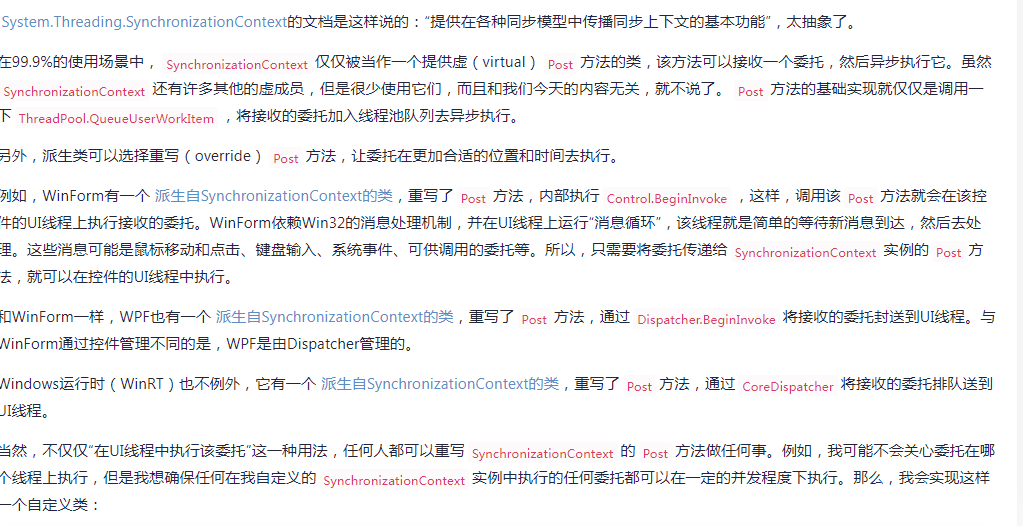 System.Threading.SynchronizationContext的文档是这样说的：“提供在各种同步模型中传播同步上下文的基本功能”，太抽象了。
在99.9%的使用场景中， SynchronizationContext 仅仅被当作一个提供虚（virtual） Post 方法的类，该方法可以接收一个委托，然后异步执行它。虽然
SynchronizationContext 还有许多其他的虚成员，但是很少使用它们，而且和我们今天的内容无关，就不说了。 Post 方法的基础实现就仅仅是调用一
下 ThreadPool.QueueUserWorkItem ，将接收的委托加入线程池队列去异步执行。
另外，派生类可以选择重写（override） Post 方法，让委托在更加合适的位置和时间去执行。
例如，WinForm有一个 派生自SynchronizationContext的类，重写了 Post 方法，内部执行 Control.BeginInvoke ，这样，调用该 Post 方法就会在该控
件的UI线程上执行接收的委托。WinForm依赖Win32的消息处理机制，并在UI线程上运行“消息循环”，该线程就是简单的等待新消息到达，然后去处
理。这些消息可能是鼠标移动和点击、键盘输入、系统事件、可供调用的委托等。所以，只需要将委托传递给 SynchronizationContext 实例的 Post 方
法，就可以在控件的UI线程中执行。
和WinForm一样，WPF也有一个 派生自SynchronizationContext的类，重写了 Post 方法，通过 Dispatcher.BeginInvoke 将接收的委托封送到UI线程。与
WinForm通过控件管理不同的是，WPF是由Dispatcher管理的。
Windows运行时（WinRT）也不例外，它有一个 派生自SynchronizationContext的类，重写了 Post 方法，通过 CoreDispatcher 将接收的委托排队送到
UI线程。
当然，不仅仅“在UI线程中执行该委托”这一种用法，任何人都可以重写 SynchronizationContext 的 Post 方法做任何事。例如，我可能不会关心委托在哪
个线程上执行，但是我想确保任何在我自定义的 SynchronizationContext 实例中执行的任何委托都可以在一定的并发程度下执行。那么，我会实现这样
一个自定义类：